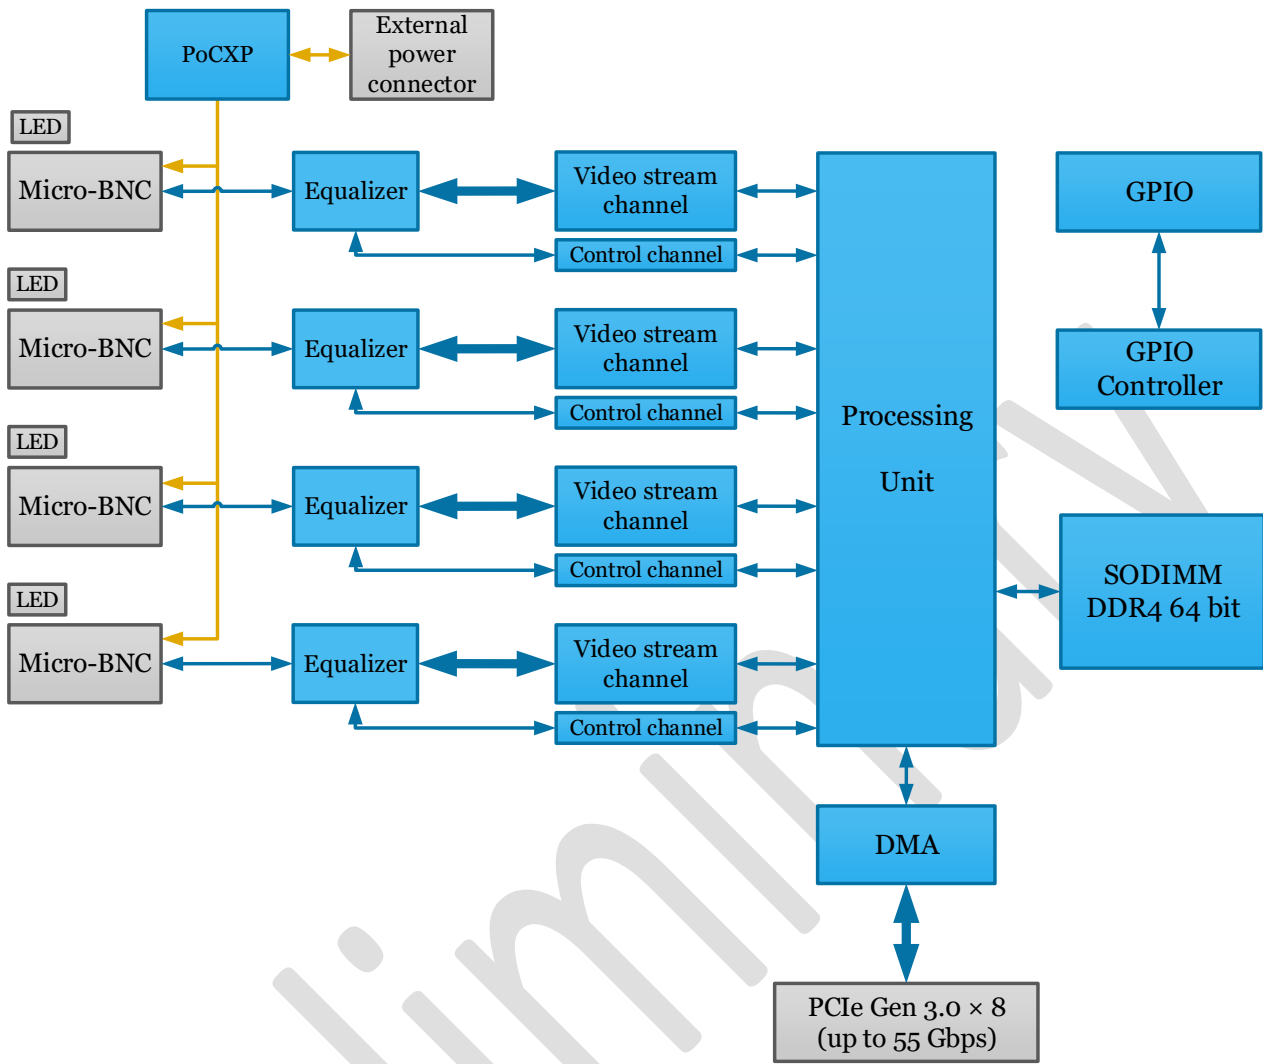 PoCXP
External
power
connector
LED
Micro-BNC
Equalizer
Video stream
channel
Control channel
LED
Micro-BNC
Equalizer
Video stream
channel
Control channel
LED
Micro-BNC
Equalizer
Video stream
channel
Control channel
LED
Micro-BNC
Equalizer
Video stream
channel
Control channel
Processing
Unit
GPIO
GPIO
Controller
SODIMM
DDR4 64 bit
DMA
PCIe Gen 3.0 × 8
(up to 55 Gbps)
liminary